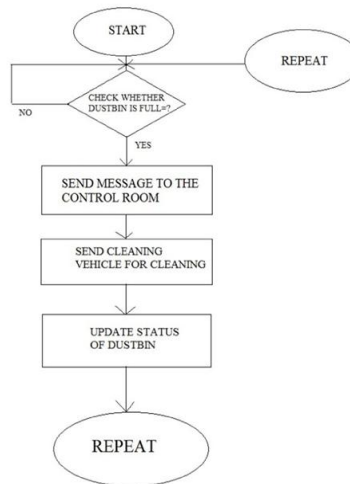 START
REPEAT
CHECK WHETHER
DUSTBIN IS FULL=?
NO
YES
SEND MESSAGE TO THE
CONTROL ROOM
SEND CLEANING
VEHICLE FOR CLEANING
UPDATE STATUS
OF DUSTBIN
REPEAT